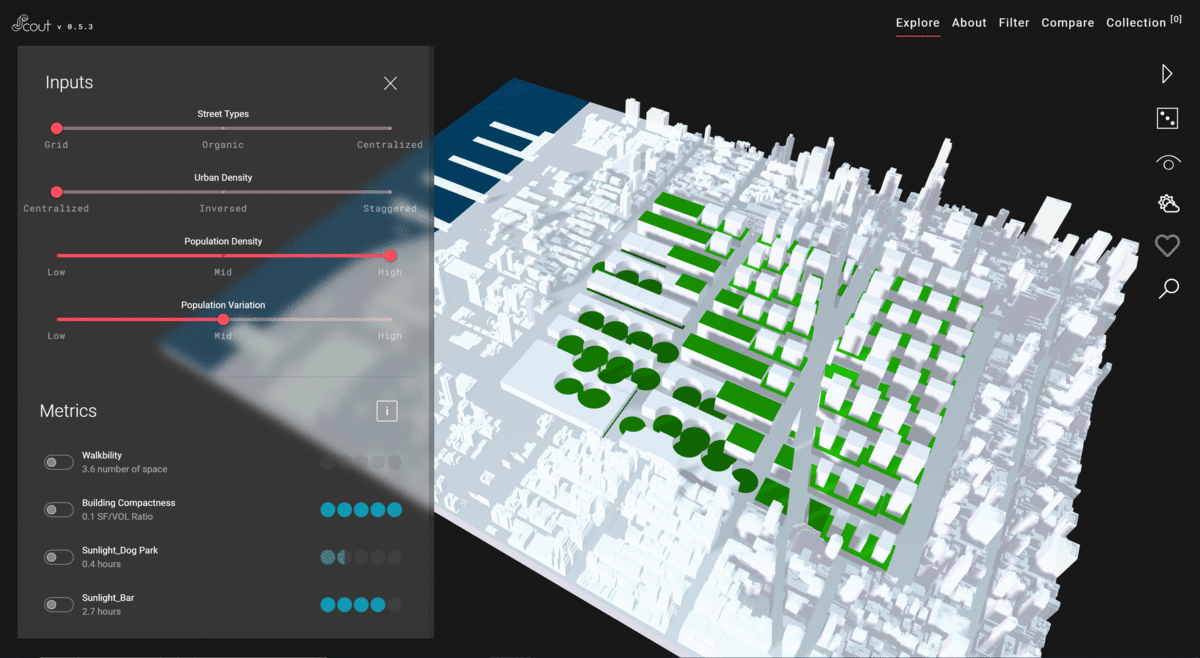 Scout v 0.5.3
Explore About Filter Compare Collection [0]
Inputs
Street Types
Grid Organic Centralized
Urban Density
Centralized Inversed Staggered
Population Density
Low Mid High
Population Variation
Low Mid High
Metrics
i
Walkbility
3.6 number of space
Building Compactness
0.1 SF/VOL Ratio
Sunlight_Dog Park
0.4 hours
Sunlight_Bar
2.7 hours